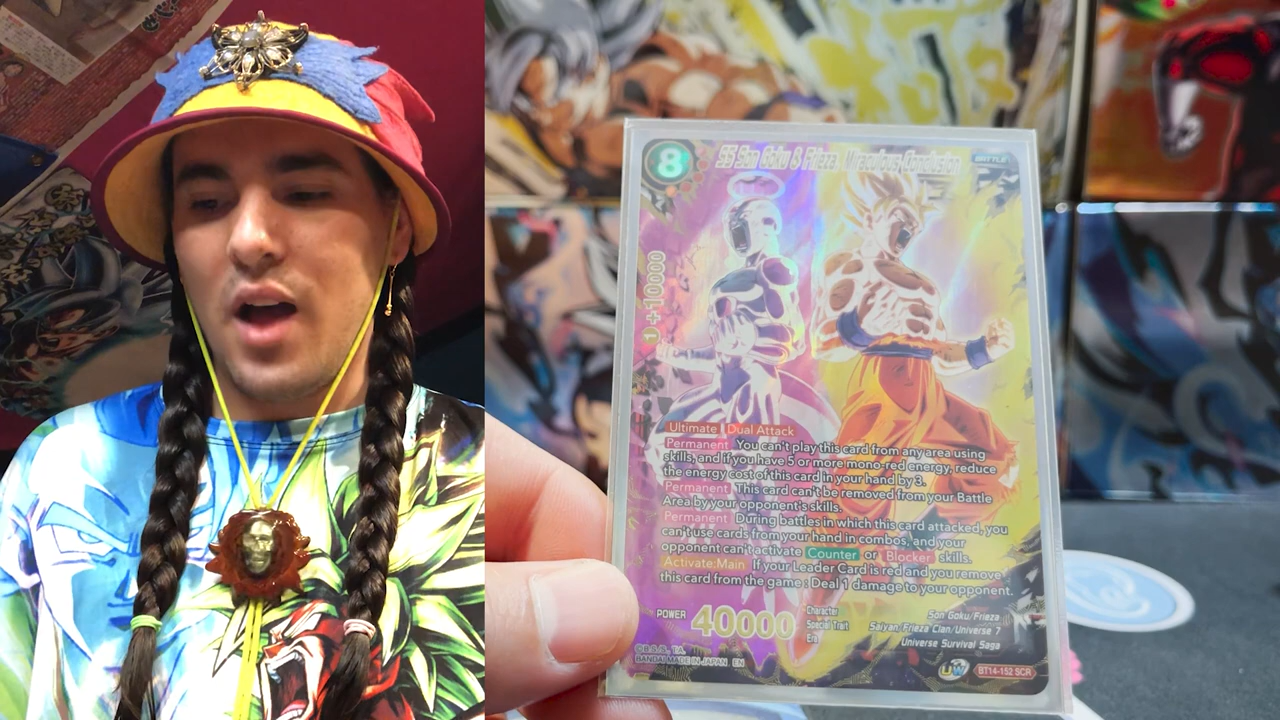 8
SS Son Goku & Frieza, Miraculous Conclusion
BATTLE
1 +10000
Ultimate Dual Attack
Permanent You can't play this card from any area using
skills, and if you have 5 or more mono-red energy, reduce
the energy cost of this card in your hand by 3.
Permanent This card can't be removed from your Battle
Area by your opponent's skills.
Permanent During battles in which this card attacked, you
can't use cards from your hand in combos, and your
opponent can't activate Counter or Blocker skills.
Activate:Main If your Leader Card is red and you remove
this card from the game : Deal 1 damage to your opponent.
POWER 40000
Character Son Goku/Frieza
Special Trait Saiyan/Frieza Clan/Universe 7
Era Universe Survival Saga
©B.S./S., T.A.
BANDAI MADE IN JAPAN EN
UW BT14-152 SCR